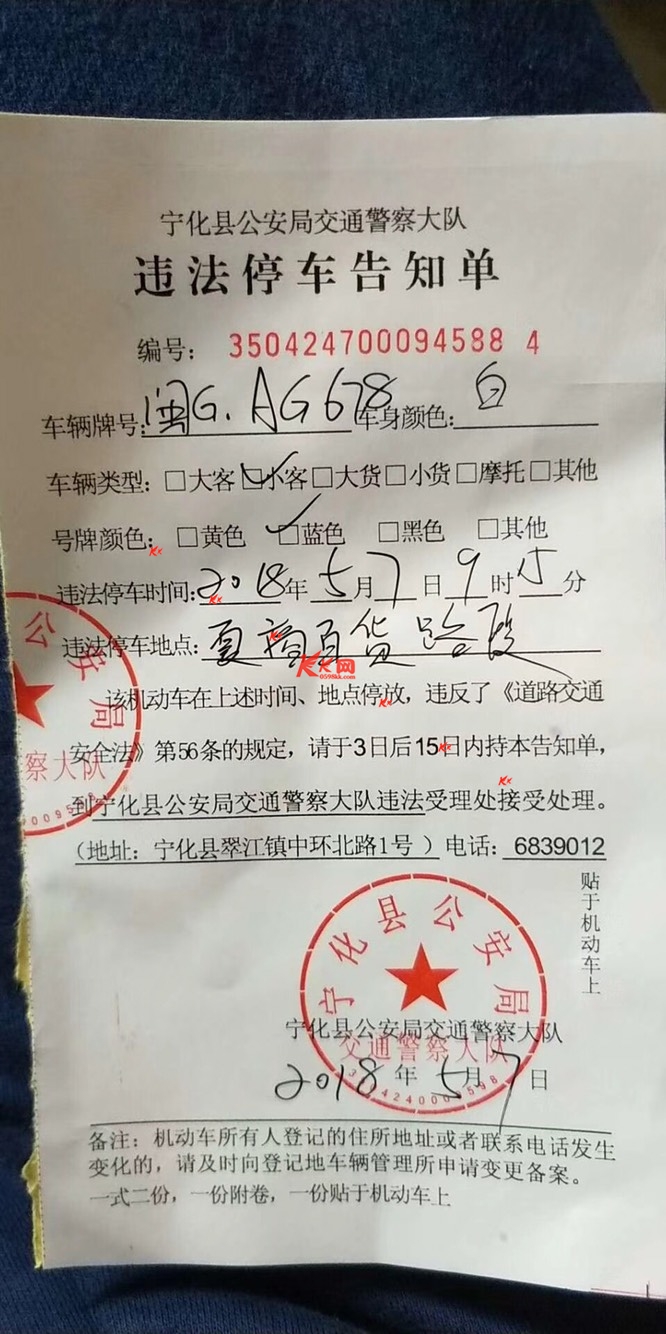 宁化县公安局交通警察大队
违法停车告知单
编号： 350424700094588 4
车辆牌号：闽G.AG678 车身颜色：白
车辆类型：□大客☑小客□大货□小货□摩托□其他
号牌颜色：□黄色 ☑蓝色 □黑色 □其他
违法停车时间：2018年5月7日9时15分
违法停车地点：夏商百货路段
该机动车在上述时间、地点停放，违反了《道路交通
安全法》第56条的规定，请于3日后15日内持本告知单，
到宁化县公安局交通警察大队违法受理处接受处理。
（地址：宁化县翠江镇中环北路1号）电话：6839012
贴于机动车上
公安局
察大队
KK网
0598kk.com
宁化县公安局
宁化县公安局交通警察大队
交通警察大队
2018年5月7日
备注：机动车所有人登记的住所地址或者联系电话发生
变化的，请及时向登记地车辆管理所申请变更备案。
一式二份，一份附卷，一份贴于机动车上